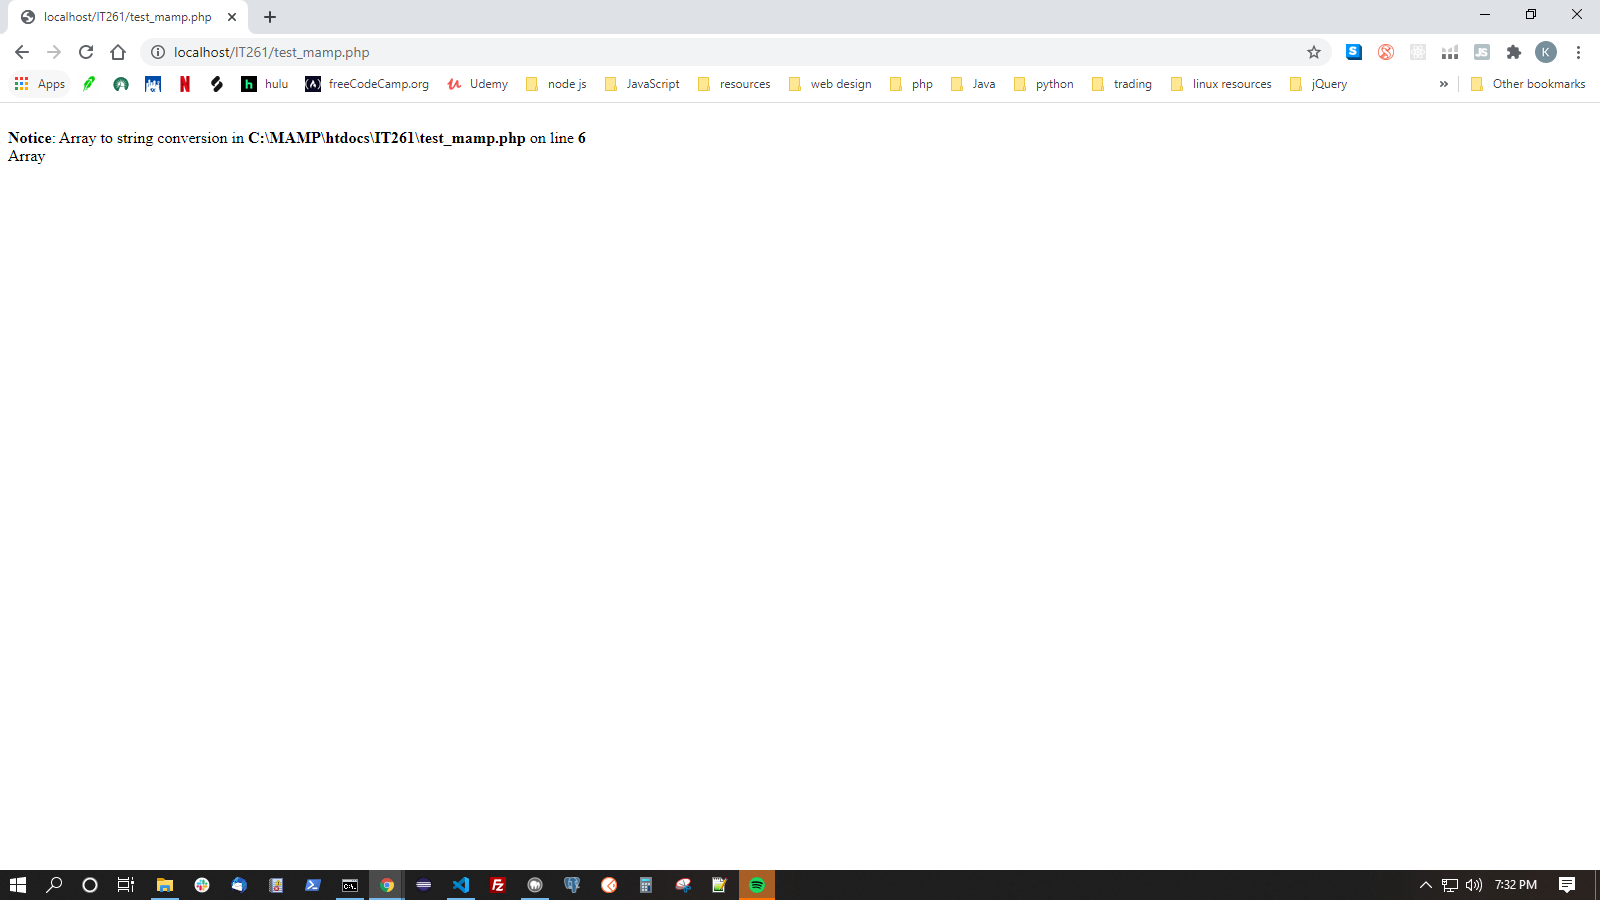 localhost/IT261/test_mamp.php
localhost/IT261/test_mamp.php
S JS K
Apps N h hulu freeCodeCamp.org Udemy node js JavaScript resources web design php Java python trading linux resources jQuery » Other bookmarks
Notice: Array to string conversion in C:\MAMP\htdocs\IT261\test_mamp.php on line 6
Array
C:\. Fz 7:32 PM